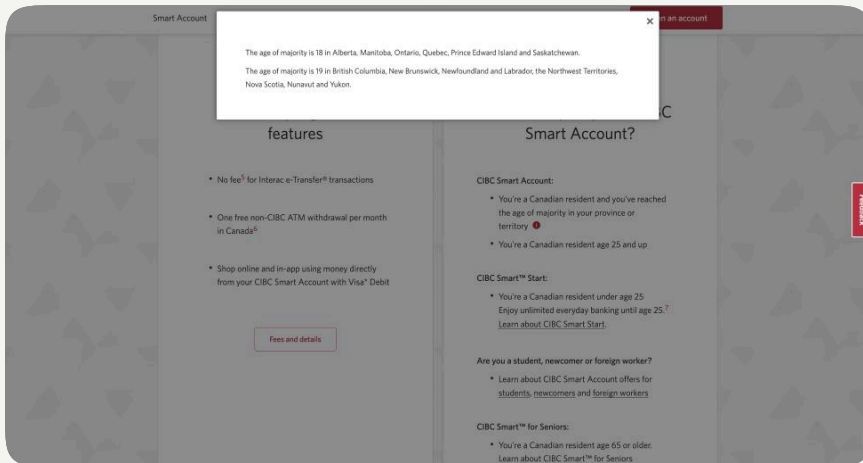 Smart Account
n an account
×
The age of majority is 18 in Alberta, Manitoba, Ontario, Quebec, Prince Edward Island and Saskatchewan.
The age of majority is 19 in British Columbia, New Brunswick, Newfoundland and Labrador, the Northwest Territories,
Nova Scotia, Nunavut and Yukon.
features
• No fee⁵ for Interac e-Transfer® transactions
• One free non-CIBC ATM withdrawal per month
in Canada⁶
• Shop online and in-app using money directly
from your CIBC Smart Account with Visa* Debit
Fees and details
BC
Smart Account?
CIBC Smart Account:
• You're a Canadian resident and you've reached
the age of majority in your province or
territory
• You're a Canadian resident age 25 and up
CIBC Smart™ Start:
• You're a Canadian resident under age 25
Enjoy unlimited everyday banking until age 25.⁷
Learn about CIBC Smart Start.
Are you a student, newcomer or foreign worker?
• Learn about CIBC Smart Account offers for
students, newcomers and foreign workers
CIBC Smart™ for Seniors:
• You're a Canadian resident age 65 or older.
Learn about CIBC Smart™ for Seniors
Feedback